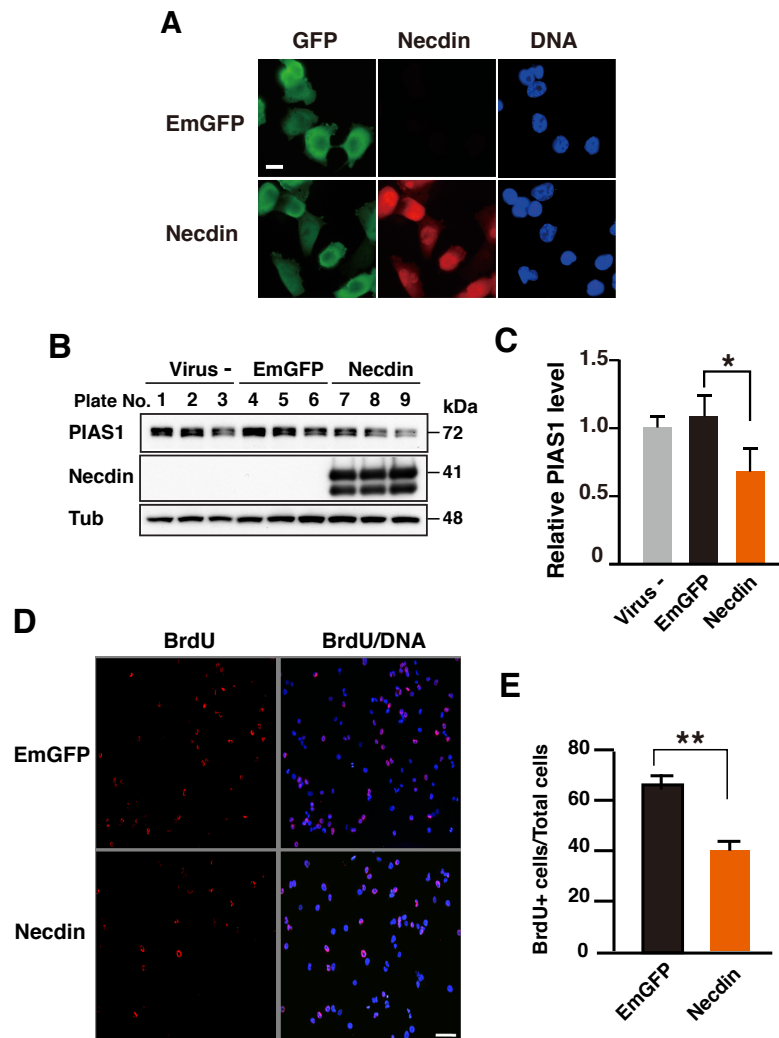 A
GFP Necdin DNA
EmGFP
Necdin
B
Virus - EmGFP Necdin
Plate No. 1 2 3 4 5 6 7 8 9 kDa
PIAS1 72
Necdin 41
Tub 48
C
Relative PIAS1 level
1.5
1.0
0.5
0
*
Virus - EmGFP Necdin
D
BrdU BrdU/DNA
EmGFP
Necdin
E
BrdU+ cells/Total cells
80
60
40
20
0
**
EmGFP Necdin